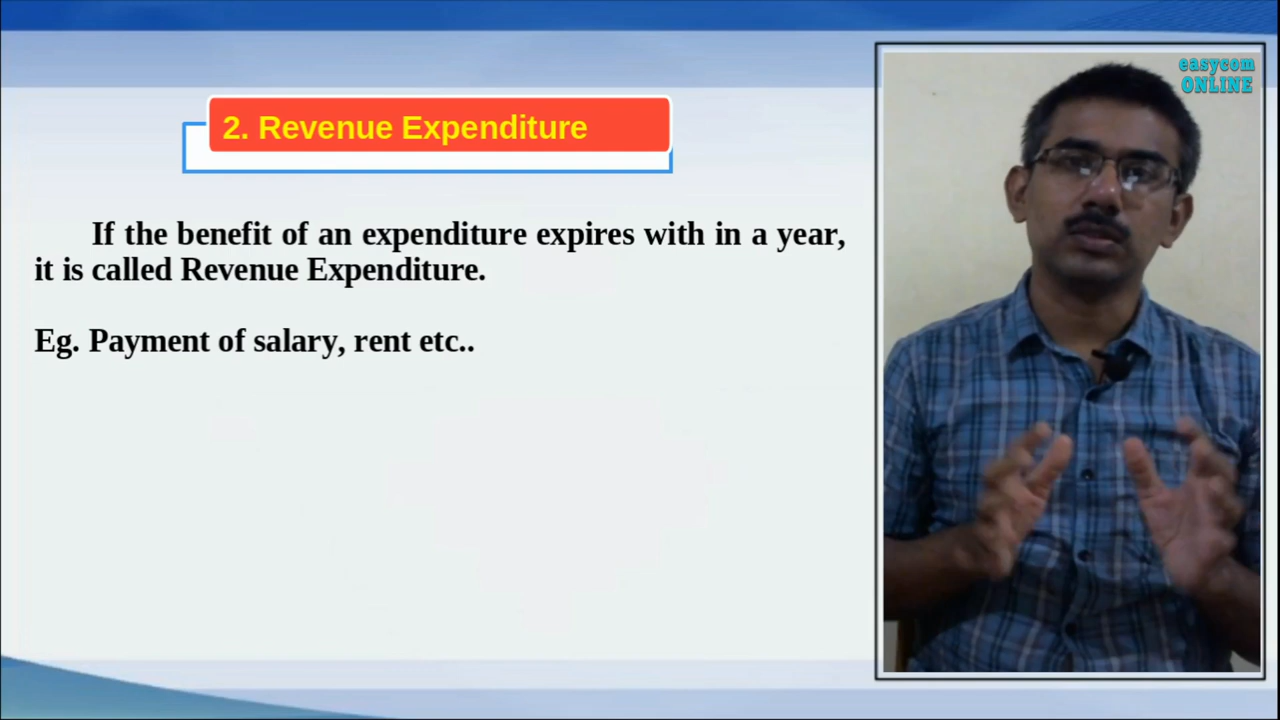 easycom
ONLINE
2. Revenue Expenditure
If the benefit of an expenditure expires with in a year,
it is called Revenue Expenditure.
Eg. Payment of salary, rent etc..